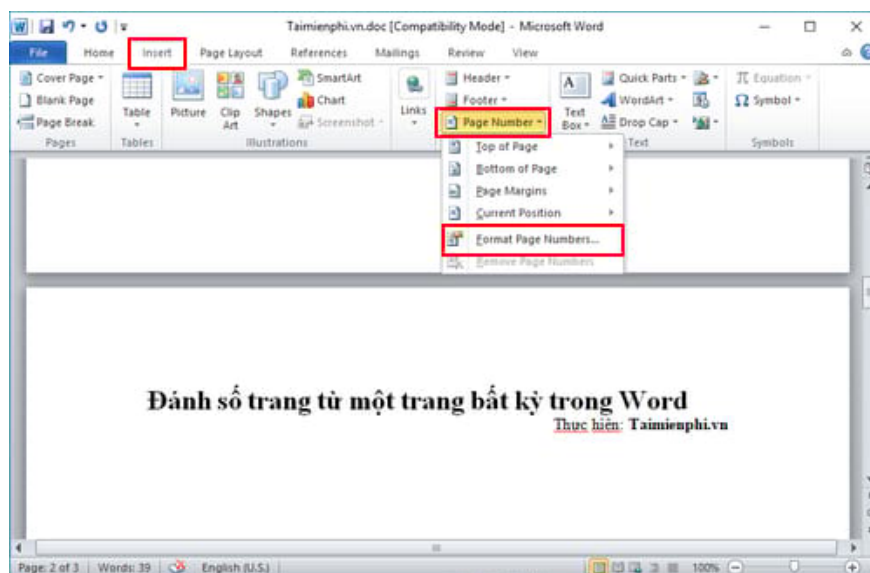 Taimienphi.vn.doc [Compatibility Mode] - Microsoft Word
File Home Insert Page Layout References Mailings Review View
Cover Page
Blank Page
Page Break
Pages
Table
Tables
Picture
Clip Art
Shapes
SmartArt
Chart
Screenshot
Illustrations
Links
Header
Footer
Page Number
Text Box
Quick Parts
WordArt
Drop Cap
Text
Equation
Symbol
Symbols
Top of Page
Bottom of Page
Page Margins
Current Position
Format Page Numbers...
Remove Page Numbers
Đánh số trang từ một trang bất kỳ trong Word
Thực hiện: Taimienphi.vn
Page: 2 of 3 Words: 39 English (U.S.) 100%